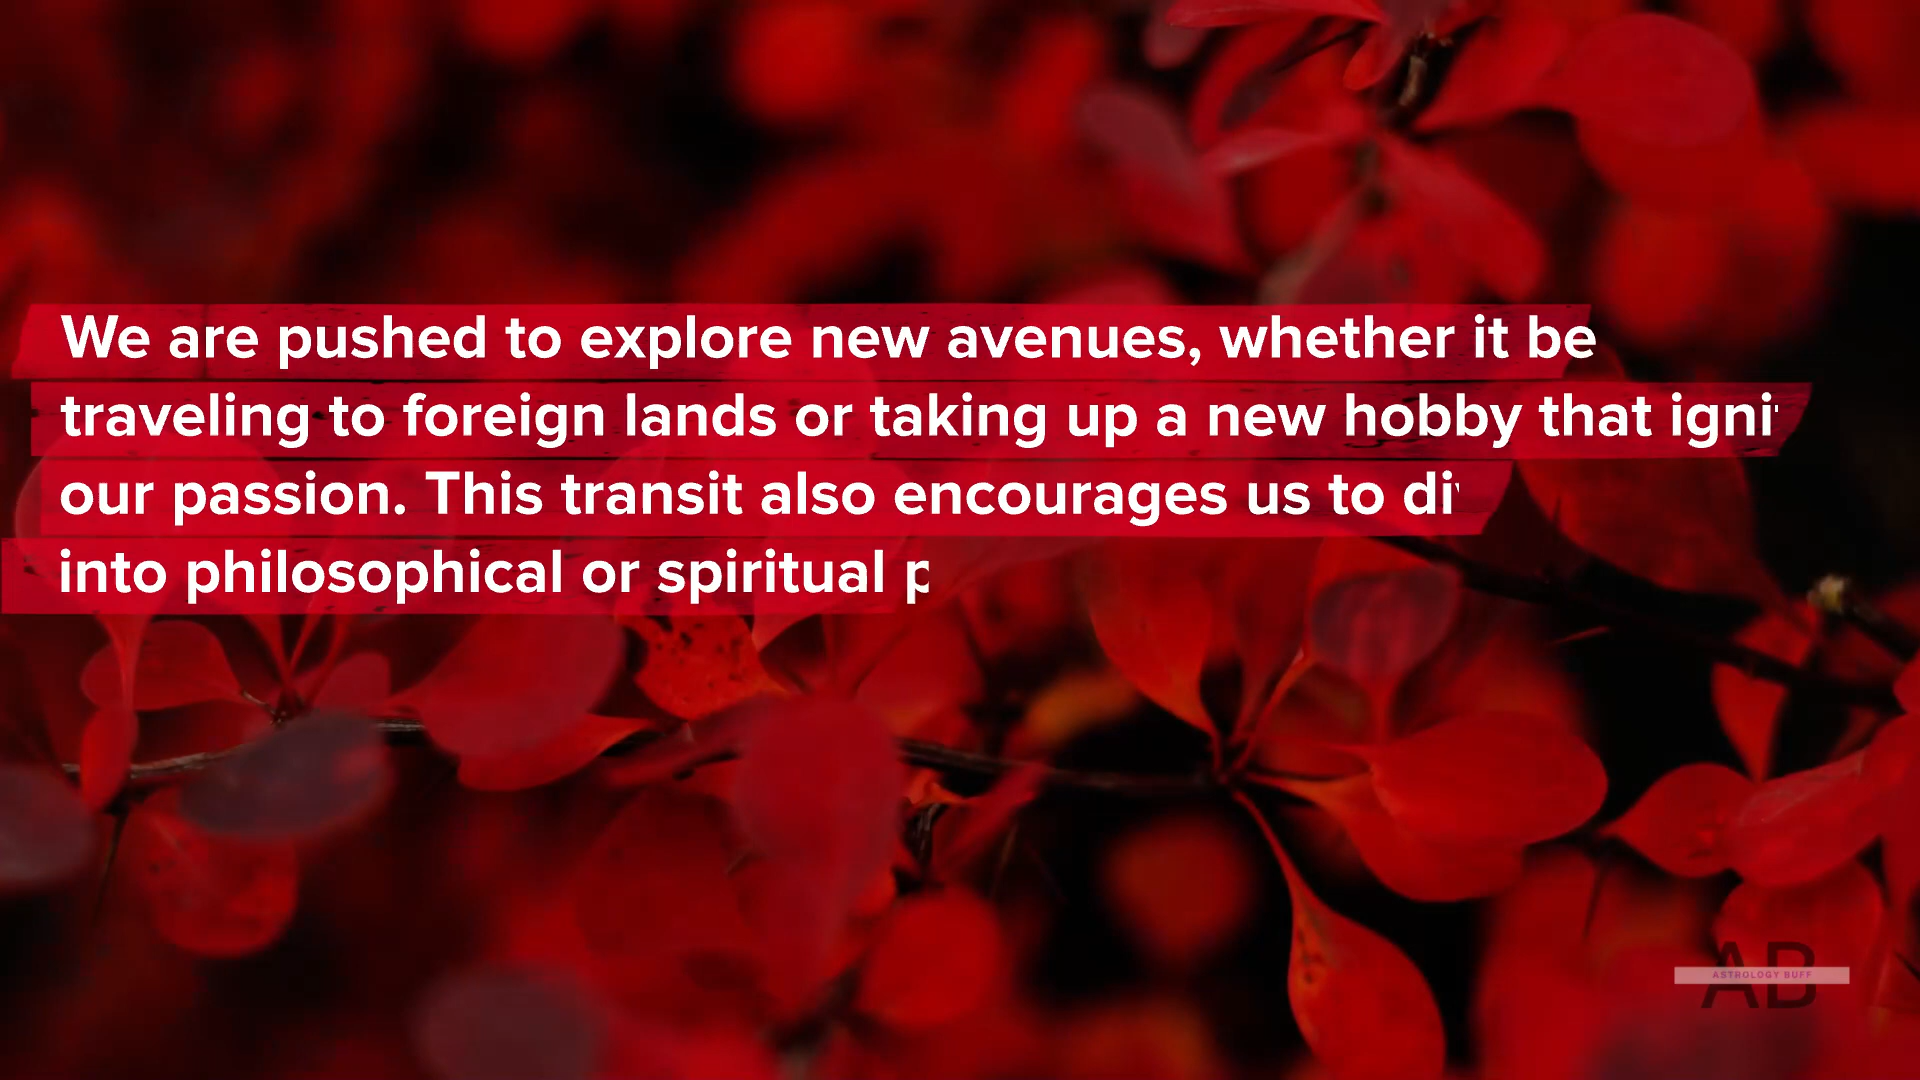 We are pushed to explore new avenues, whether it be
traveling to foreign lands or taking up a new hobby that igni
our passion. This transit also encourages us to di
into philosophical or spiritual p
AB
ASTROLOGY BUFF